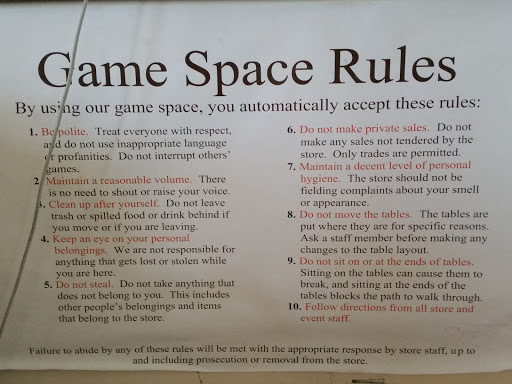 Game Space Rules
By using our game space, you automatically accept these rules:
1. Be polite. Treat everyone with respect,
and do not use inappropriate language
or profanities. Do not interrupt others'
games.
2. Maintain a reasonable volume. There
is no need to shout or raise your voice.
3. Clean up after yourself. Do not leave
trash or spilled food or drink behind if
you move or if you are leaving.
4. Keep an eye on your personal
belongings. We are not responsible for
anything that gets lost or stolen while
you are here.
5. Do not steal. Do not take anything that
does not belong to you. This includes
other people's belongings and items
that belong to the store.
6. Do not make private sales. Do not
make any sales not tendered by the
store. Only trades are permitted.
7. Maintain a decent level of personal
hygiene. The store should not be
fielding complaints about your smell
or appearance.
8. Do not move the tables. The tables are
put where they are for specific reasons.
Ask a staff member before making any
changes to the table layout.
9. Do not sit on or at the ends of tables.
Sitting on the tables can cause them to
break, and sitting at the ends of the
tables blocks the path to walk through.
10. Follow directions from all store and
event staff.
Failure to abide by any of these rules will be met with the appropriate response by store staff, up to
and including prosecution or removal from the store.